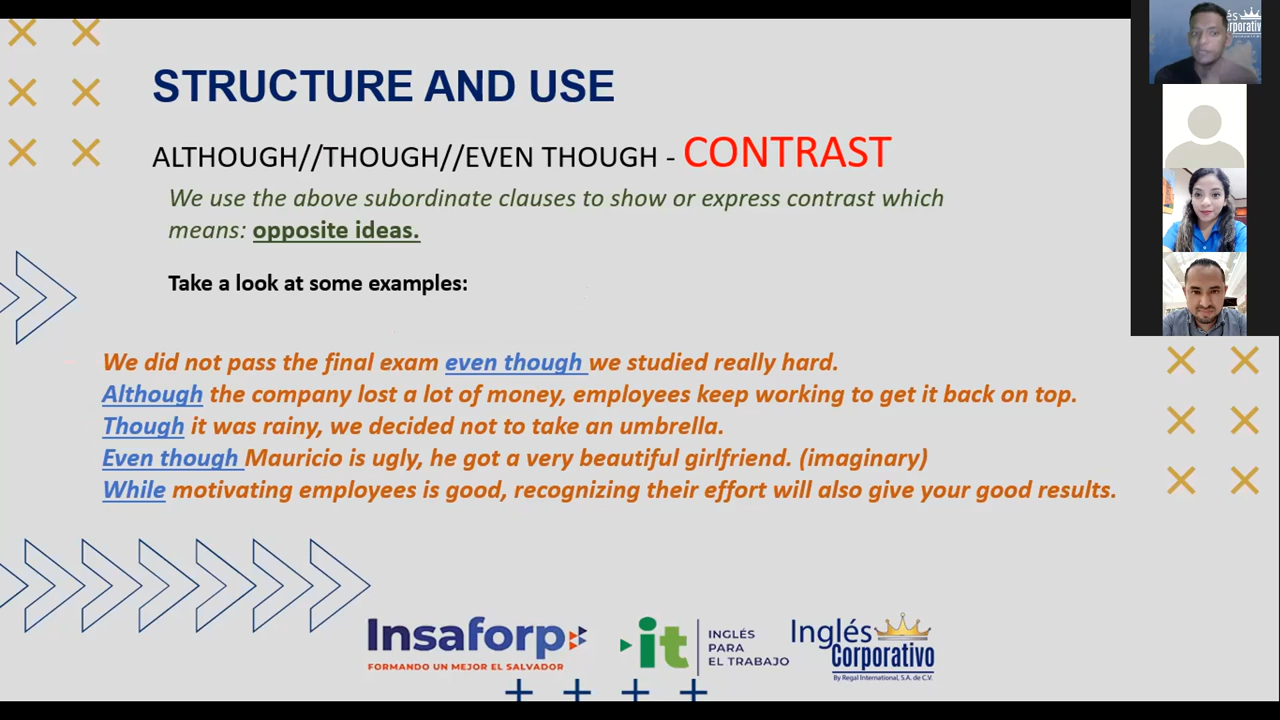 STRUCTURE AND USE
ALTHOUGH//THOUGH//EVEN THOUGH - CONTRAST
We use the above subordinate clauses to show or express contrast which
means: opposite ideas.
Take a look at some examples:
We did not pass the final exam even though we studied really hard.
Although the company lost a lot of money, employees keep working to get it back on top.
Though it was rainy, we decided not to take an umbrella.
Even though Mauricio is ugly, he got a very beautiful girlfriend. (imaginary)
While motivating employees is good, recognizing their effort will also give your good results.
Insaforp
FORMANDO UN MEJOR EL SALVADOR
it
INGLÉS
PARA
EL TRABAJO
Inglés
Corporativo
By Regal International, S.A. de C.V.